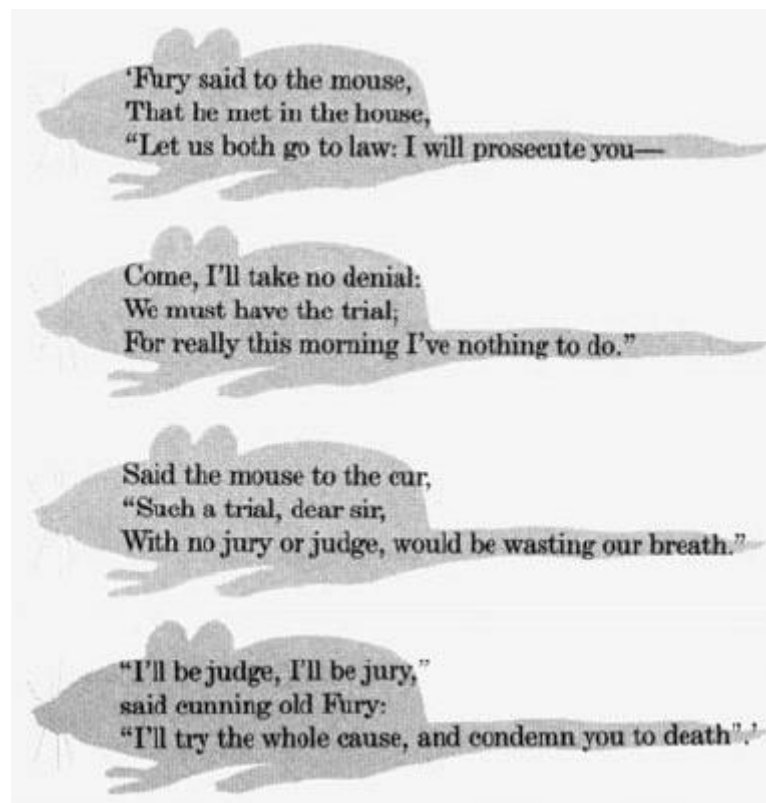 ‘Fury said to the mouse,
That he met in the house,
“Let us both go to law: I will prosecute you—
Come, I’ll take no denial:
We must have the trial;
For really this morning I’ve nothing to do.”
Said the mouse to the cur,
“Such a trial, dear sir,
With no jury or judge, would be wasting our breath.”
“I’ll be judge, I’ll be jury,”
said cunning old Fury:
“I’ll try the whole cause, and condemn you to death”.’